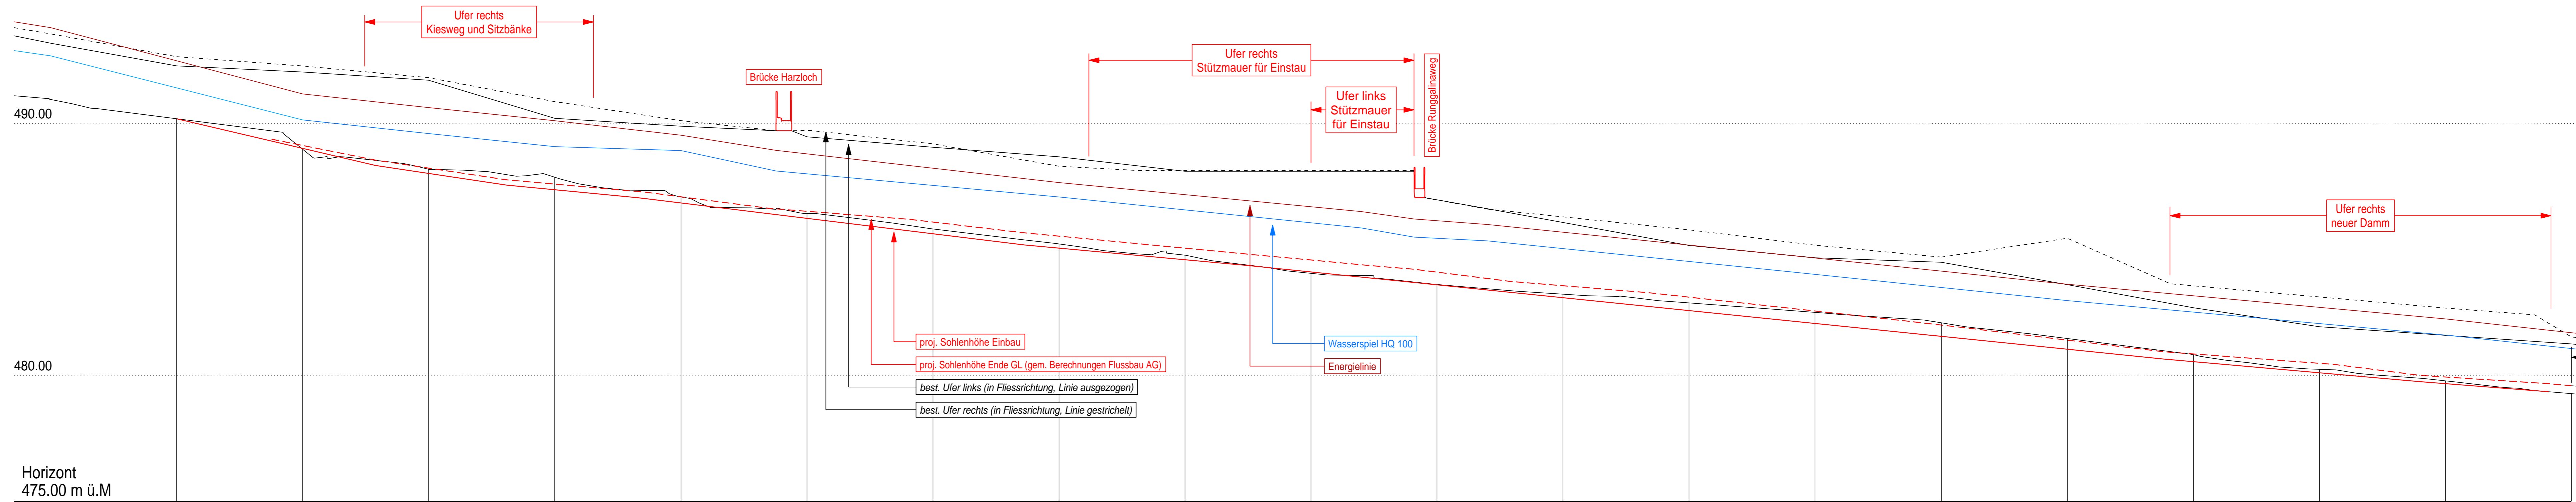 Ufer rechts
Kiesweg und Sitzbänke
Brücke Harzloch
Ufer rechts
Stützmauer für Einstau
Ufer links
Stützmauer
für Einstau
Brücke Runggalinaweg
490.00
Ufer rechts
neuer Damm
proj. Sohlenhöhe Einbau
proj. Sohlenhöhe Ende GL (gem. Berechnungen Flussbau AG)
best. Ufer links (in Fliessrichtung, Linie ausgezogen)
best. Ufer rechts (in Fliessrichtung, Linie gestrichelt)
Wasserspiel HQ 100
Energielinie
480.00
Horizont
475.00 m ü.M